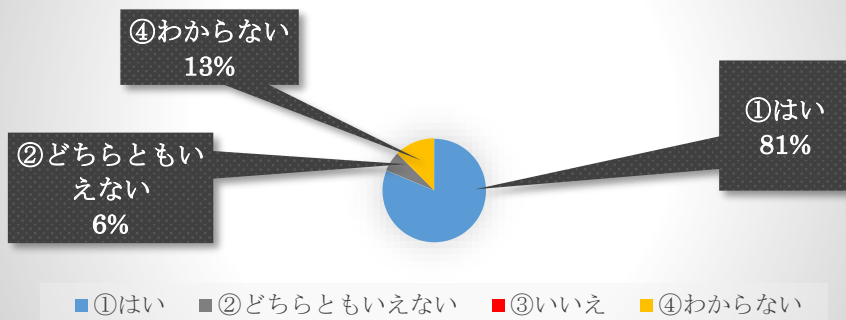 ④わからない
13%
①はい
81%
②どちらともい
えない
6%
①はい ②どちらともいえない ③いいえ ④わからない